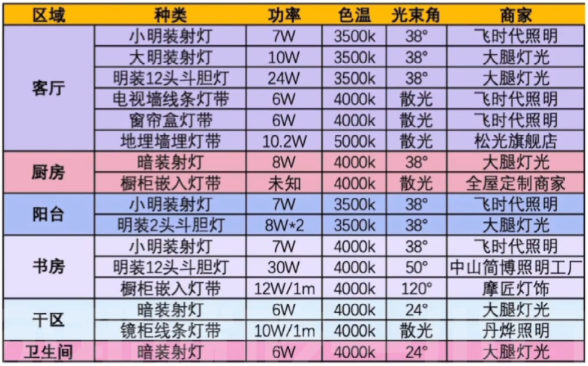 区域 种类 功率 色温 光束角 商家
客厅 小明装射灯 7W 3500k 38° 飞时代照明
大明装射灯 10W 3500k 38° 大腿灯光
明装12头斗胆灯 24W 3500k 38° 大腿灯光
电视墙线条灯带 6W 4000k 散光 飞时代照明
窗帘盒灯带 6W 4000k 散光 飞时代照明
地埋墙埋灯带 10.2W 5000k 散光 松光旗舰店
厨房 暗装射灯 8W 4000k 38° 大腿灯光
橱柜嵌入灯带 未知 4000k 散光 全屋定制商家
阳台 小明装射灯 7W 3500k 38° 飞时代照明
明装2头斗胆灯 8W*2 3500k 38° 大腿灯光
书房 小明装射灯 7W 4000k 38° 飞时代照明
明装12头斗胆灯 30W 4000k 50° 中山简博照明工厂
橱柜嵌入灯带 12W/1m 4000k 120° 摩匠灯饰
干区 暗装射灯 6W 4000k 24° 大腿灯光
镜柜线条灯带 10W/1m 4000k 散光 丹烨照明
卫生间 暗装射灯 6W 4000k 24° 大腿灯光